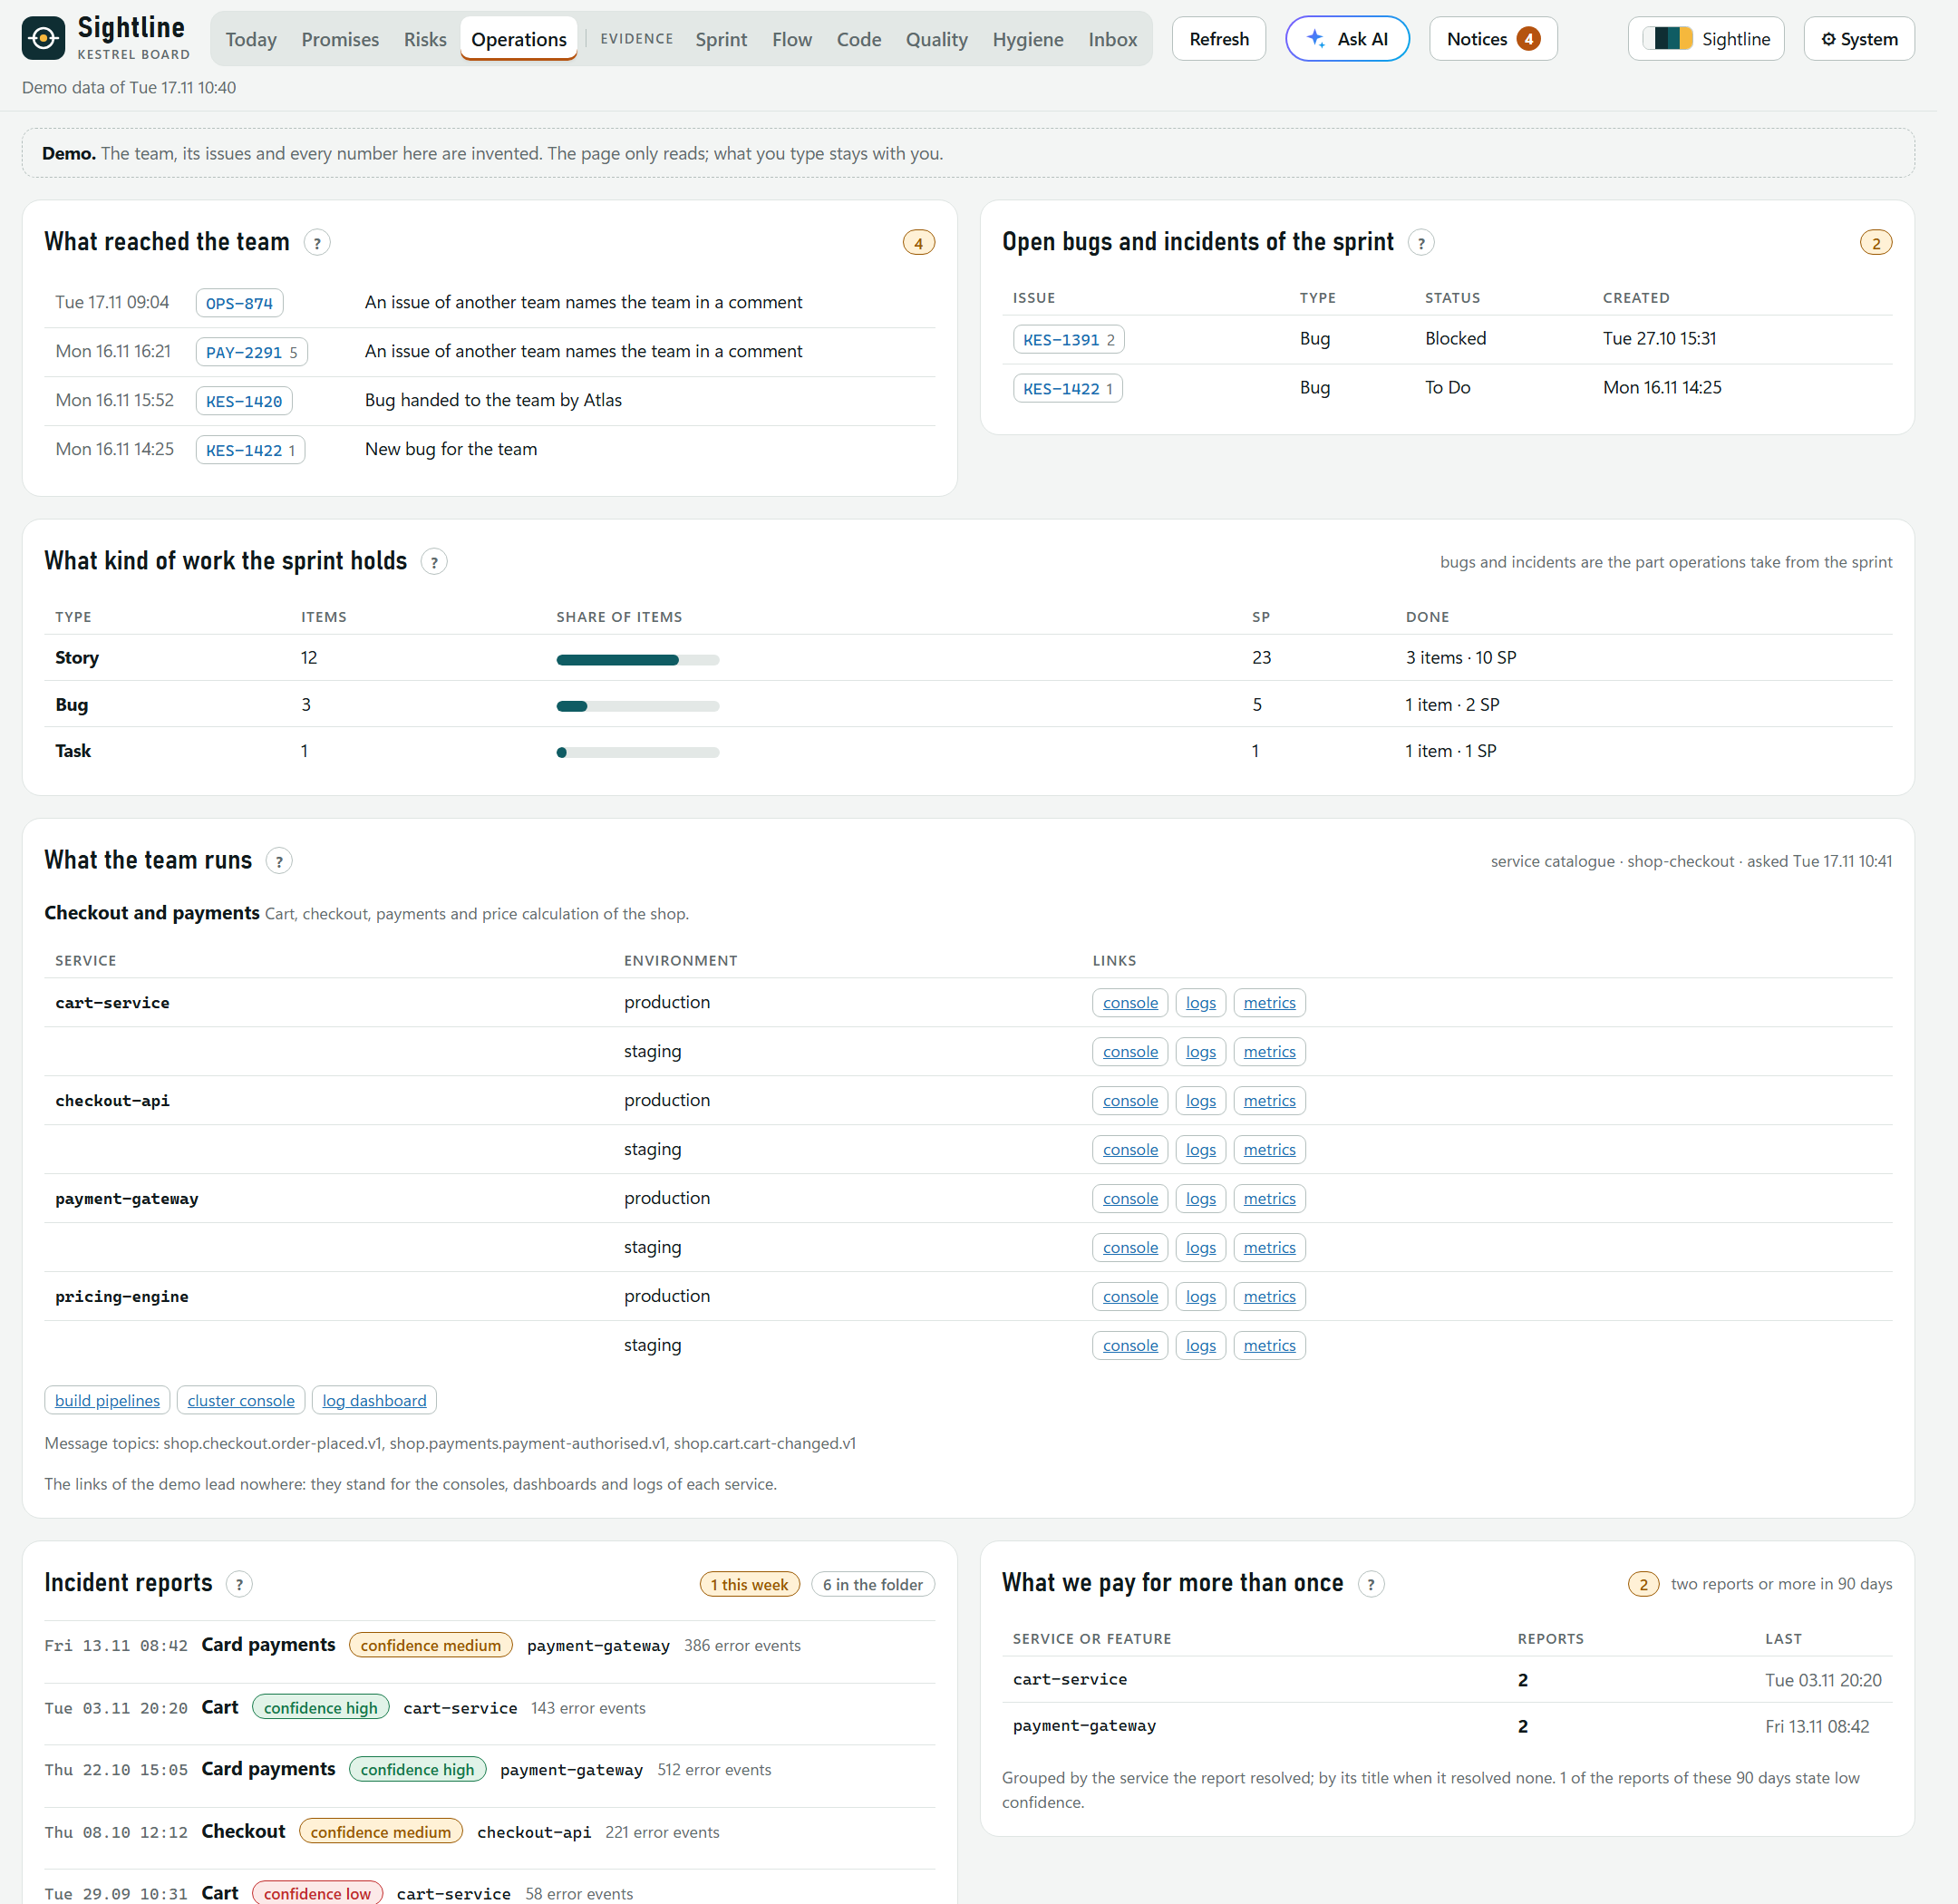 Sightline
KESTREL BOARD
Today Promises Risks Operations EVIDENCE Sprint Flow Code Quality Hygiene Inbox
Refresh Ask AI Notices 4 Sightline ⚙ System
Demo data of Tue 17.11 10:40
Demo. The team, its issues and every number here are invented. The page only reads; what you type stays with you.
What reached the team ? 4
Tue 17.11 09:04 OPS-874 An issue of another team names the team in a comment
Mon 16.11 16:21 PAY-2291 5 An issue of another team names the team in a comment
Mon 16.11 15:52 KES-1420 Bug handed to the team by Atlas
Mon 16.11 14:25 KES-1422 1 New bug for the team
Open bugs and incidents of the sprint ? 2
ISSUE TYPE STATUS CREATED
KES-1391 2 Bug Blocked Tue 27.10 15:31
KES-1422 1 Bug To Do Mon 16.11 14:25
What kind of work the sprint holds ? bugs and incidents are the part operations take from the sprint
TYPE ITEMS SHARE OF ITEMS SP DONE
Story 12 23 3 items · 10 SP
Bug 3 5 1 item · 2 SP
Task 1 1 1 item · 1 SP
What the team runs ? service catalogue · shop-checkout · asked Tue 17.11 10:41
Checkout and payments Cart, checkout, payments and price calculation of the shop.
SERVICE ENVIRONMENT LINKS
cart-service production console logs metrics
staging console logs metrics
checkout-api production console logs metrics
staging console logs metrics
payment-gateway production console logs metrics
staging console logs metrics
pricing-engine production console logs metrics
staging console logs metrics
build pipelines cluster console log dashboard
Message topics: shop.checkout.order-placed.v1, shop.payments.payment-authorised.v1, shop.cart.cart-changed.v1
The links of the demo lead nowhere: they stand for the consoles, dashboards and logs of each service.
Incident reports ? 1 this week 6 in the folder
Fri 13.11 08:42 Card payments confidence medium payment-gateway 386 error events
Tue 03.11 20:20 Cart confidence high cart-service 143 error events
Thu 22.10 15:05 Card payments confidence high payment-gateway 512 error events
Thu 08.10 12:12 Checkout confidence medium checkout-api 221 error events
Tue 29.09 10:31 Cart confidence low cart-service 58 error events
What we pay for more than once ? 2 two reports or more in 90 days
SERVICE OR FEATURE REPORTS LAST
cart-service 2 Tue 03.11 20:20
payment-gateway 2 Fri 13.11 08:42
Grouped by the service the report resolved; by its title when it resolved none. 1 of the reports of these 90 days state low
confidence.